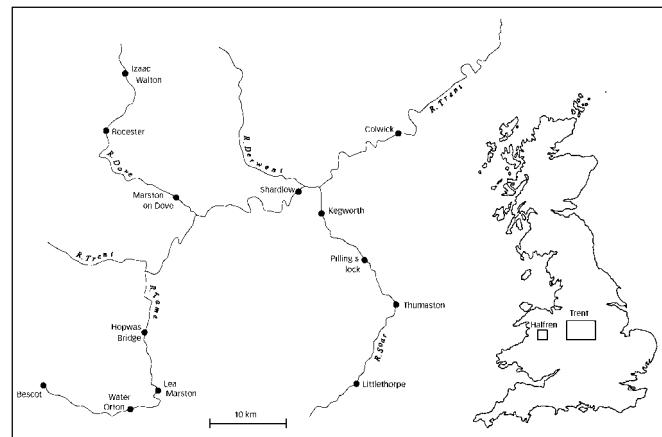 Izaac
Walton
Rocester
R. Dove
Marston
on Dove
R. Derwent
Shardlow
Colwick
R. Trent
Kegworth
Pilling s
lock
Thurmaston
R. Soar
Littlethorpe
R. Trent
R. Tame
Hopwas
Bridge
Lea
Marston
Water
Orton
Bescot
10 km
Halfren
Trent